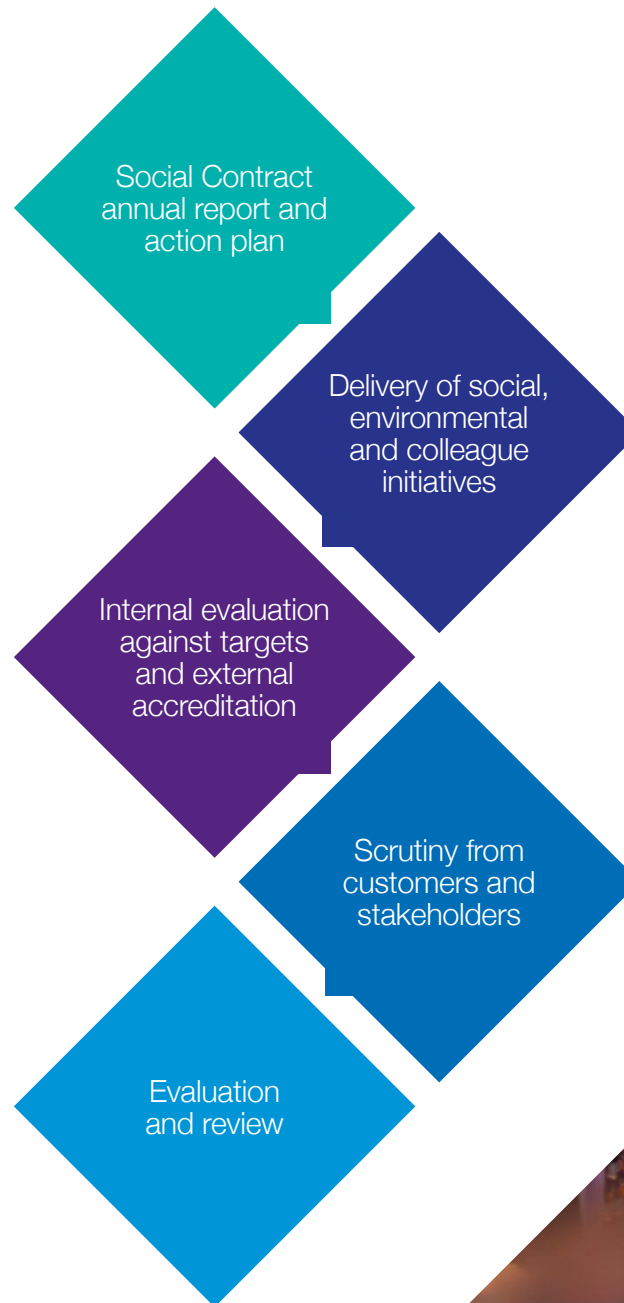 Social Contract
annual report and
action plan
Delivery of social,
environmental
and colleague
initiatives
Internal evaluation
against targets
and external
accreditation
Scrutiny from
customers and
stakeholders
Evaluation
and review